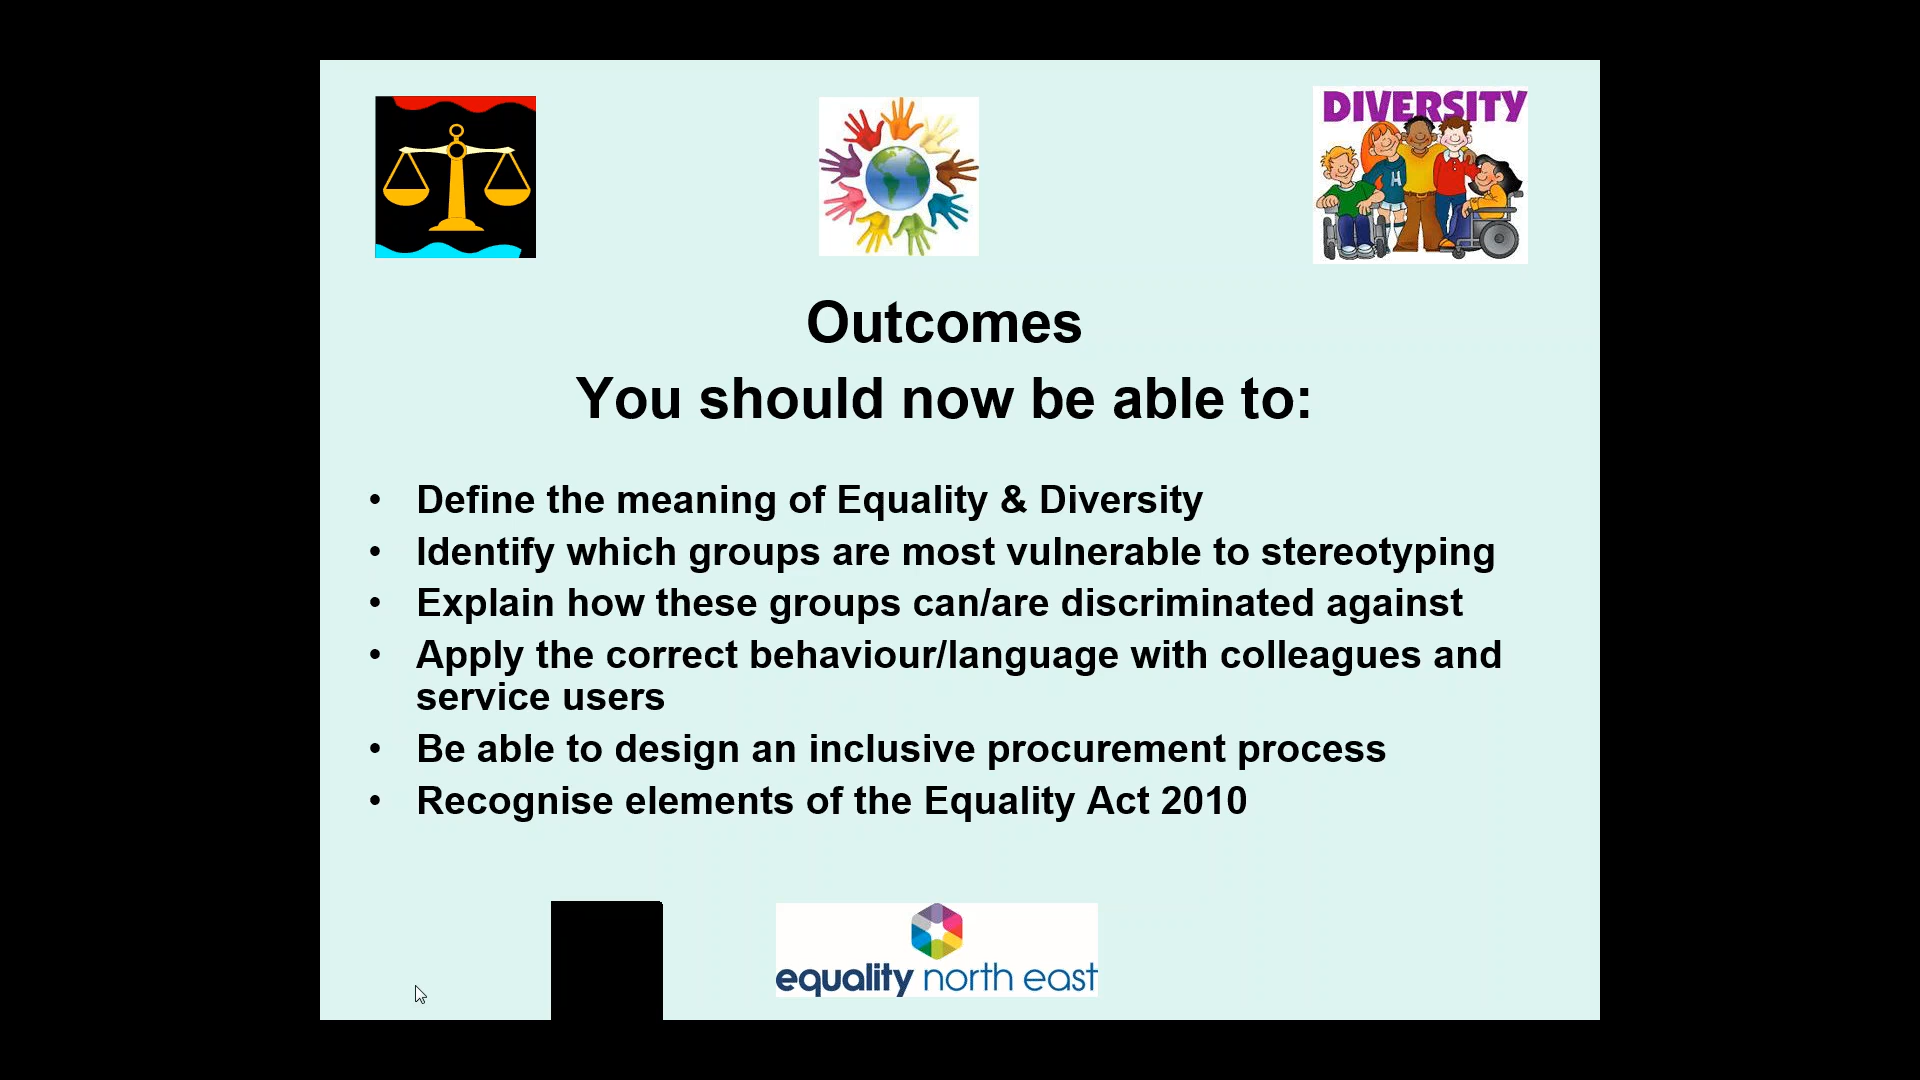 DIVERSITY
H
Outcomes
You should now be able to:
• Define the meaning of Equality & Diversity
• Identify which groups are most vulnerable to stereotyping
• Explain how these groups can/are discriminated against
• Apply the correct behaviour/language with colleagues and
service users
• Be able to design an inclusive procurement process
• Recognise elements of the Equality Act 2010
equality north east